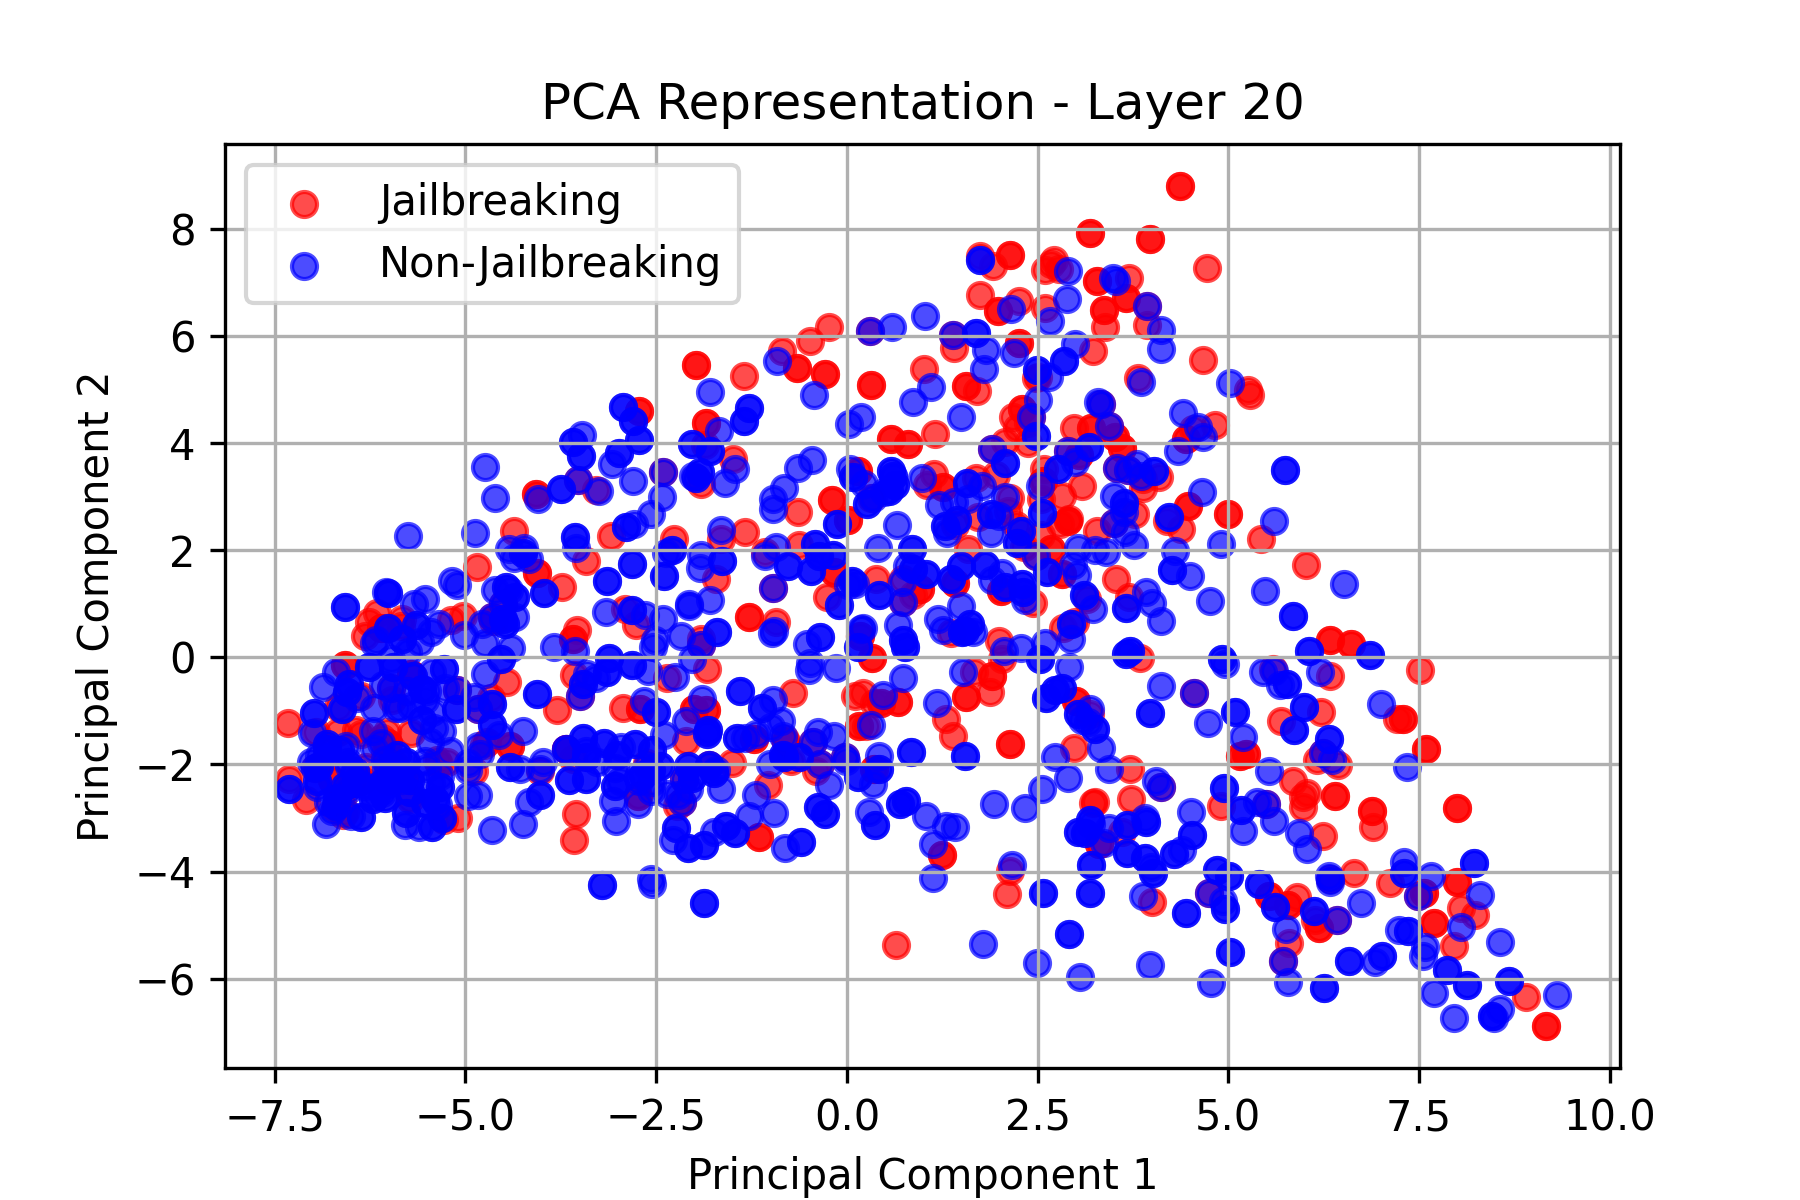 PCA Representation - Layer 20
Jailbreaking
Non-Jailbreaking
8
6
4
2
0
−2
−4
−6
Principal Component 2
−7.5 −5.0 −2.5 0.0 2.5 5.0 7.5 10.0
Principal Component 1